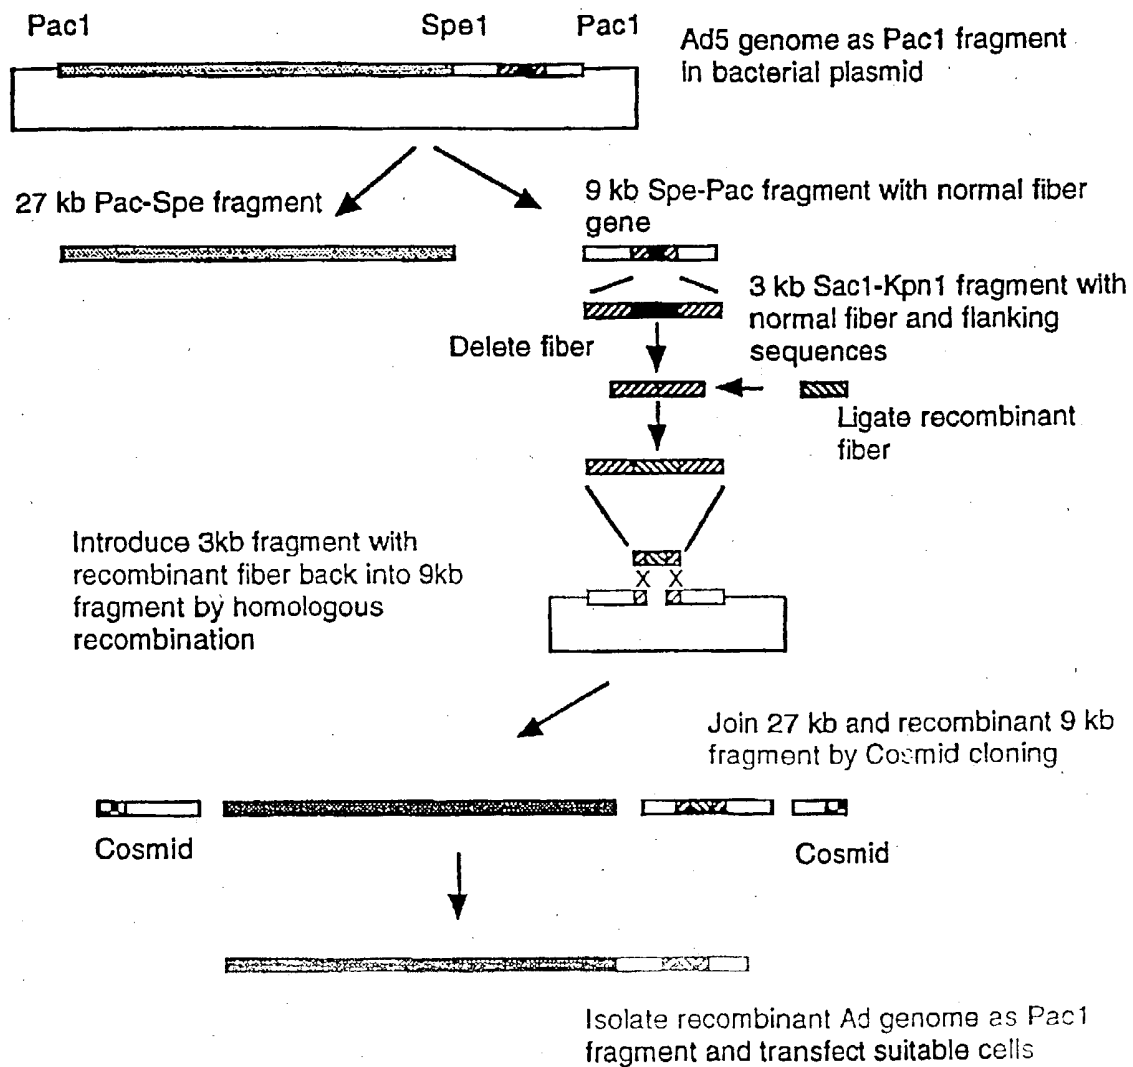 Pac1 Spe1 Pac1
Ad5 genome as Pac1 fragment
in bacterial plasmid
27 kb Pac-Spe fragment
9 kb Spe-Pac fragment with normal fiber
gene
3 kb Sac1-Kpn1 fragment with
normal fiber and flanking
sequences
Delete fiber
Ligate recombinant
fiber
Introduce 3kb fragment with
recombinant fiber back into 9kb
fragment by homologous
recombination
X X
Join 27 kb and recombinant 9 kb
fragment by Cosmid cloning
Cosmid
Cosmid
Isolate recombinant Ad genome as Pac1
fragment and transfect suitable cells